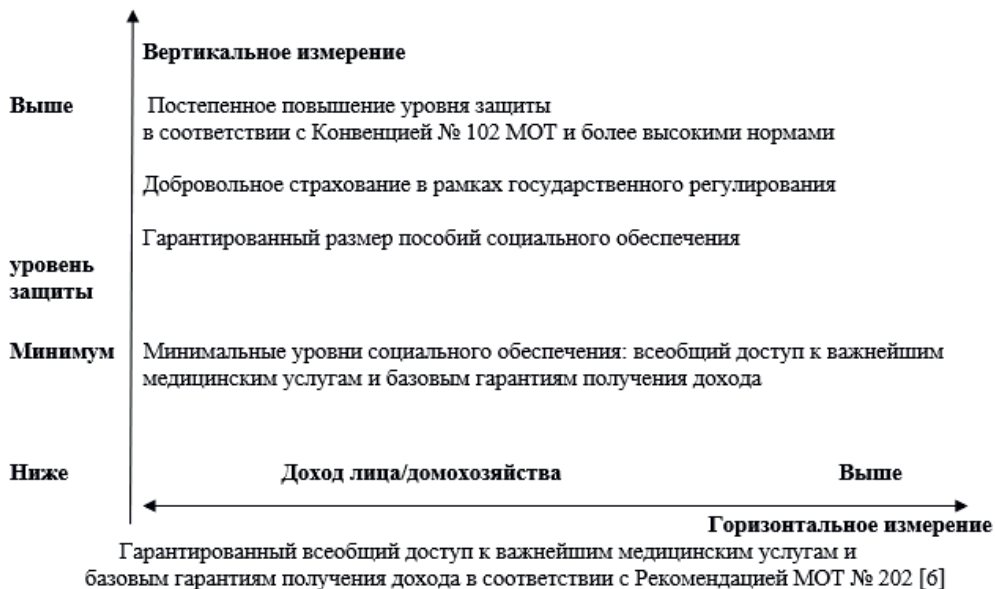 Вертикальное измерение
Выше
Постепенное повышение уровня защиты
в соответствии с Конвенцией № 102 МОТ и более высокими нормами
Добровольное страхование в рамках государственного регулирования
Гарантированный размер пособий социального обеспечения
уровень
защиты
Минимум
Минимальные уровни социального обеспечения: всеобщий доступ к важнейшим
медицинским услугам и базовым гарантиям получения дохода
Ниже
Доход лица/домохозяйства
Выше
Горизонтальное измерение
Гарантированный всеобщий доступ к важнейшим медицинским услугам и
базовым гарантиям получения дохода в соответствии с Рекомендацией МОТ № 202 [6]